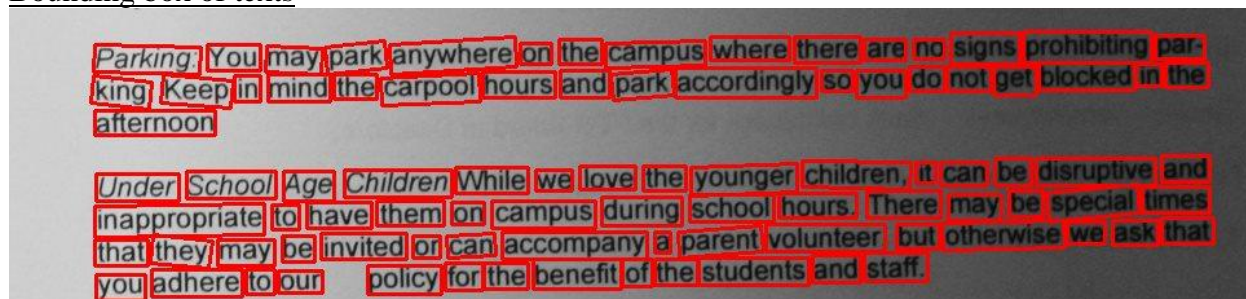 Bounding box of texts
Parking: You may park anywhere on the campus where there are no signs prohibiting par-
king Keep in mind the carpool hours and park accordingly so you do not get blocked in the
afternoon
Under School Age Children While we love the younger children, it can be disruptive and
inappropriate to have them on campus during school hours. There may be special times
that they may be invited or can accompany a parent volunteer but otherwise we ask that
you adhere to our policy for the benefit of the students and staff.